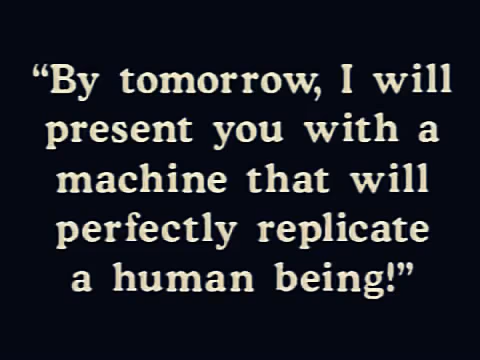 “By tomorrow, I will
present you with a
machine that will
perfectly replicate
a human being!”